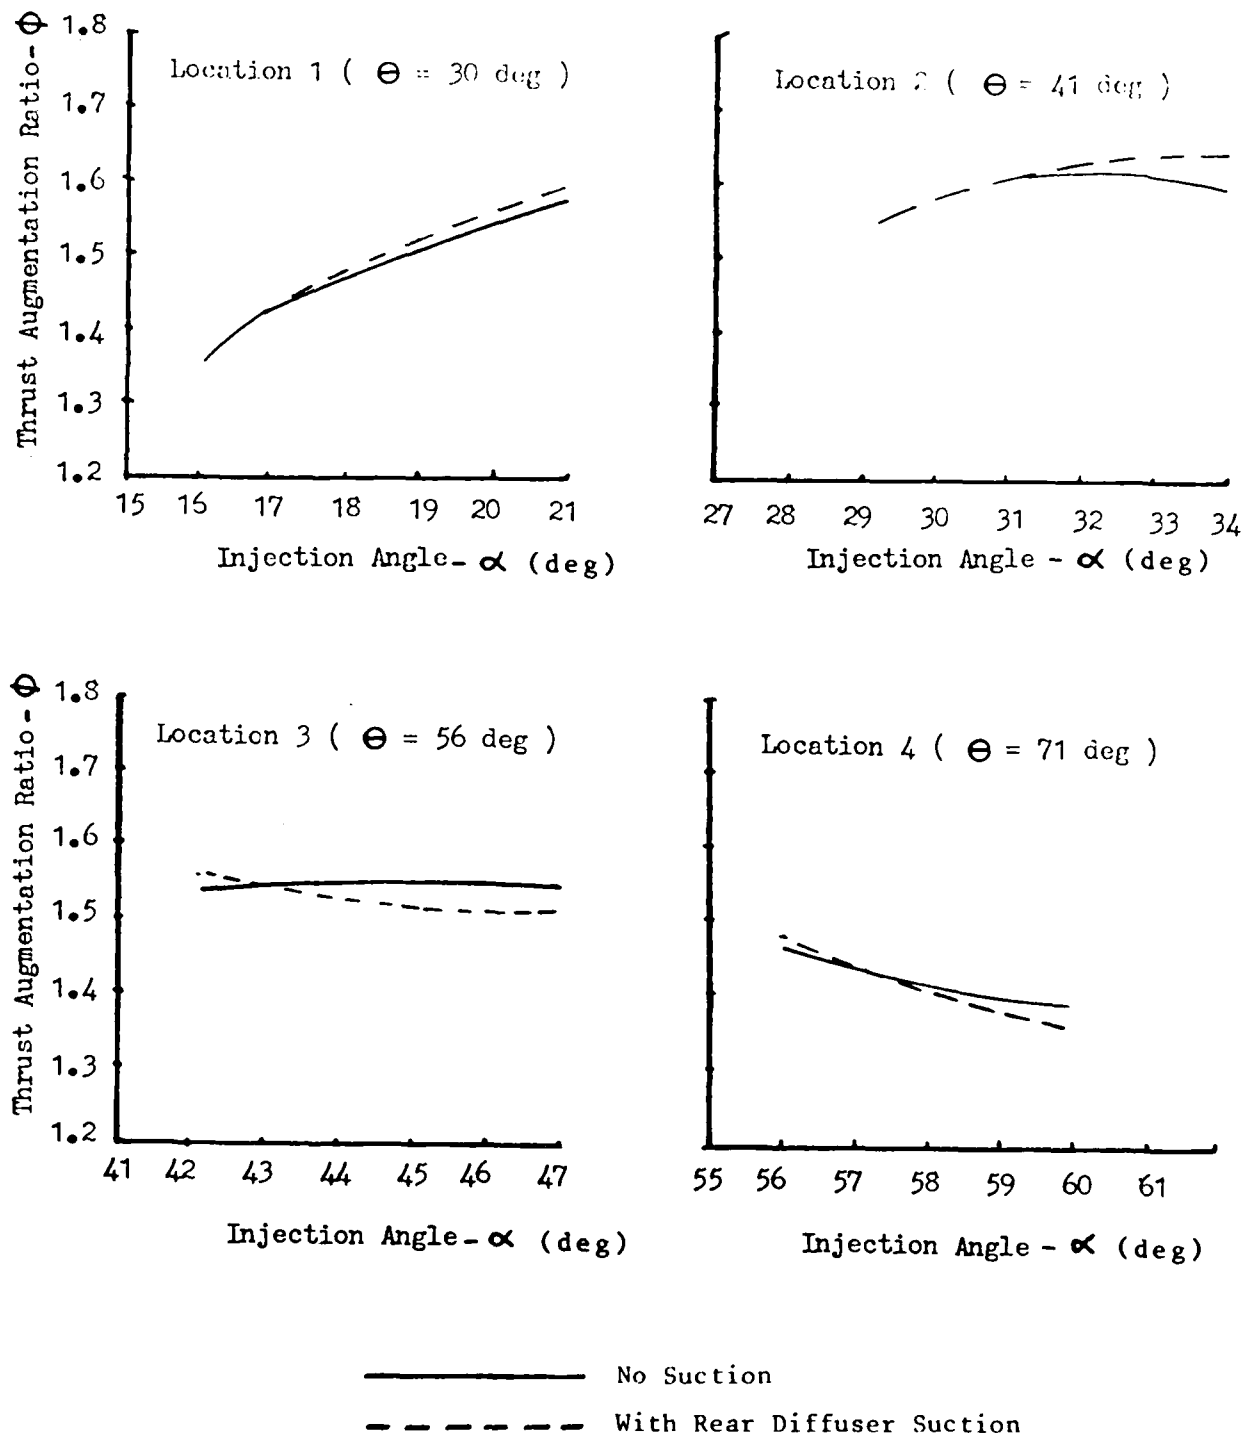 Thrust Augmentation Ratio-Φ
1.8
1.7
1.6
1.5
1.4
1.3
1.2
Location 1 ( Θ = 30 deg )
15 16 17 18 19 20 21
Injection Angle- α (deg)
Location 2 ( Θ = 41 deg )
27 28 29 30 31 32 33 34
Injection Angle - α (deg)
Thrust Augmentation Ratio-Φ
1.8
1.7
1.6
1.5
1.4
1.3
1.2
Location 3 ( Θ = 56 deg )
41 42 43 44 45 46 47
Injection Angle- α (deg)
Location 4 ( Θ = 71 deg )
55 56 57 58 59 60 61
Injection Angle - α (deg)
No Suction
With Rear Diffuser Suction